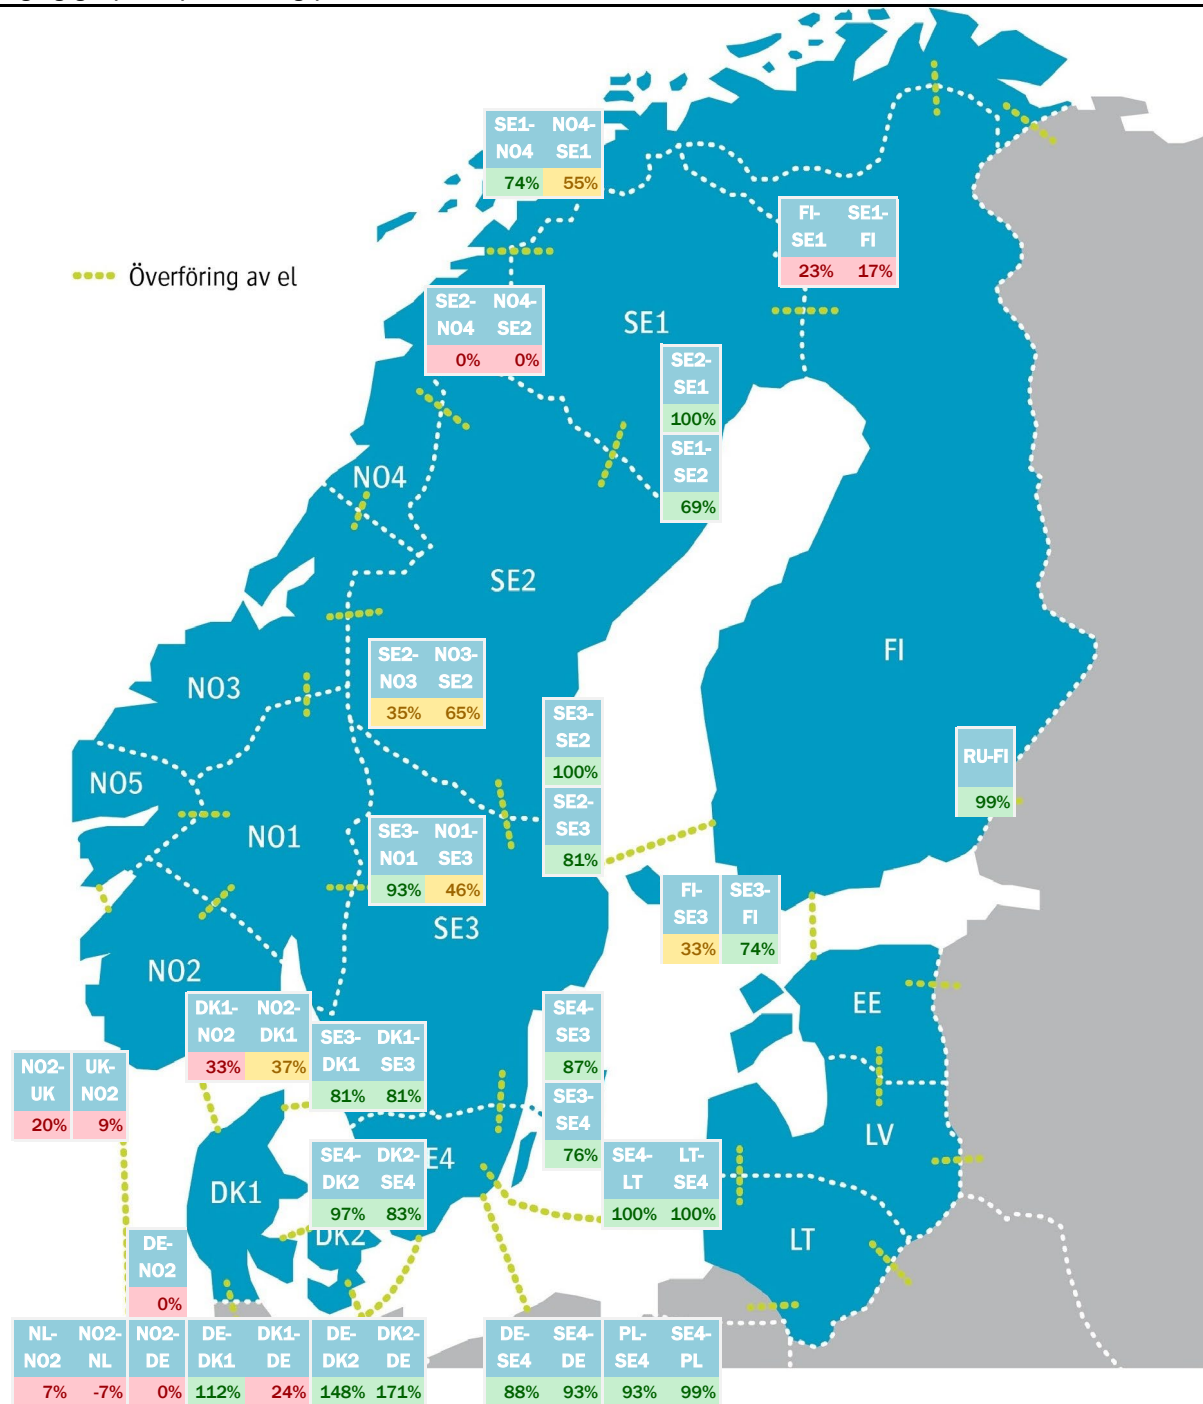 SE1- NO4-
NO4 SE1
74% 55%
FI- SE1-
SE1 FI
23% 17%
Överföring av el
SE2- NO4-
NO4 SE2
0% 0%
SE1
SE2-
SE1
100%
SE1-
SE2
69%
NO4
SE2
FI
SE2- NO3-
NO3 SE2
35% 65%
NO3
SE3-
SE2
100%
SE2-
SE3
81%
RU-FI
99%
NO5
NO1
SE3- NO1-
NO1 SE3
93% 46%
SE3
FI- SE3-
SE3 FI
33% 74%
NO2
EE
DK1- NO2-
NO2 DK1
33% 37%
SE3- DK1-
DK1 SE3
81% 81%
SE4-
SE3
87%
SE3-
SE4
76%
NO2- UK-
UK NO2
20% 9%
LV
SE4- DK2-
DK2 SE4
97% 83%
E4
SE4- LT-
LT SE4
100% 100%
DK1
DK2
LT
DE-
NO2
0%
NL- NO2- NO2- DE- DK1- DE- DK2- DE- SE4- PL- SE4-
NO2 NL DE DK1 DE DK2 DE SE4 DE SE4 PL
7% -7% 0% 112% 24% 148% 171% 88% 93% 93% 99%